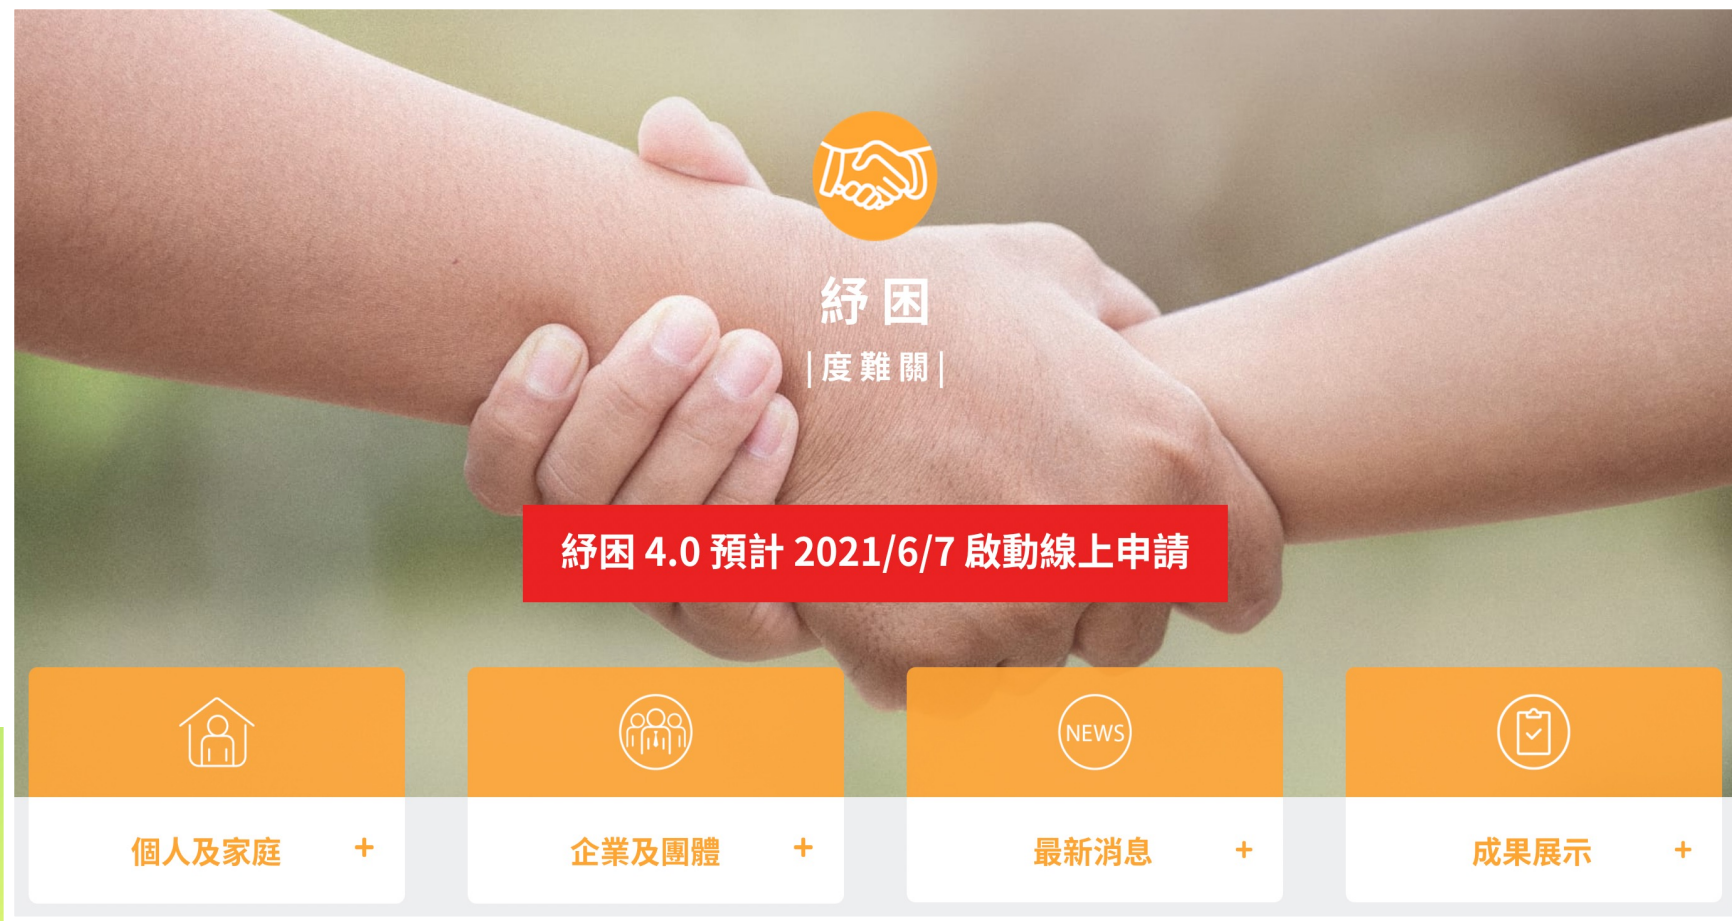 紓困
|度難關|
紓困 4.0 預計 2021/6/7 啟動線上申請
NEWS
個人及家庭 +
企業及團體 +
最新消息 +
成果展示 +